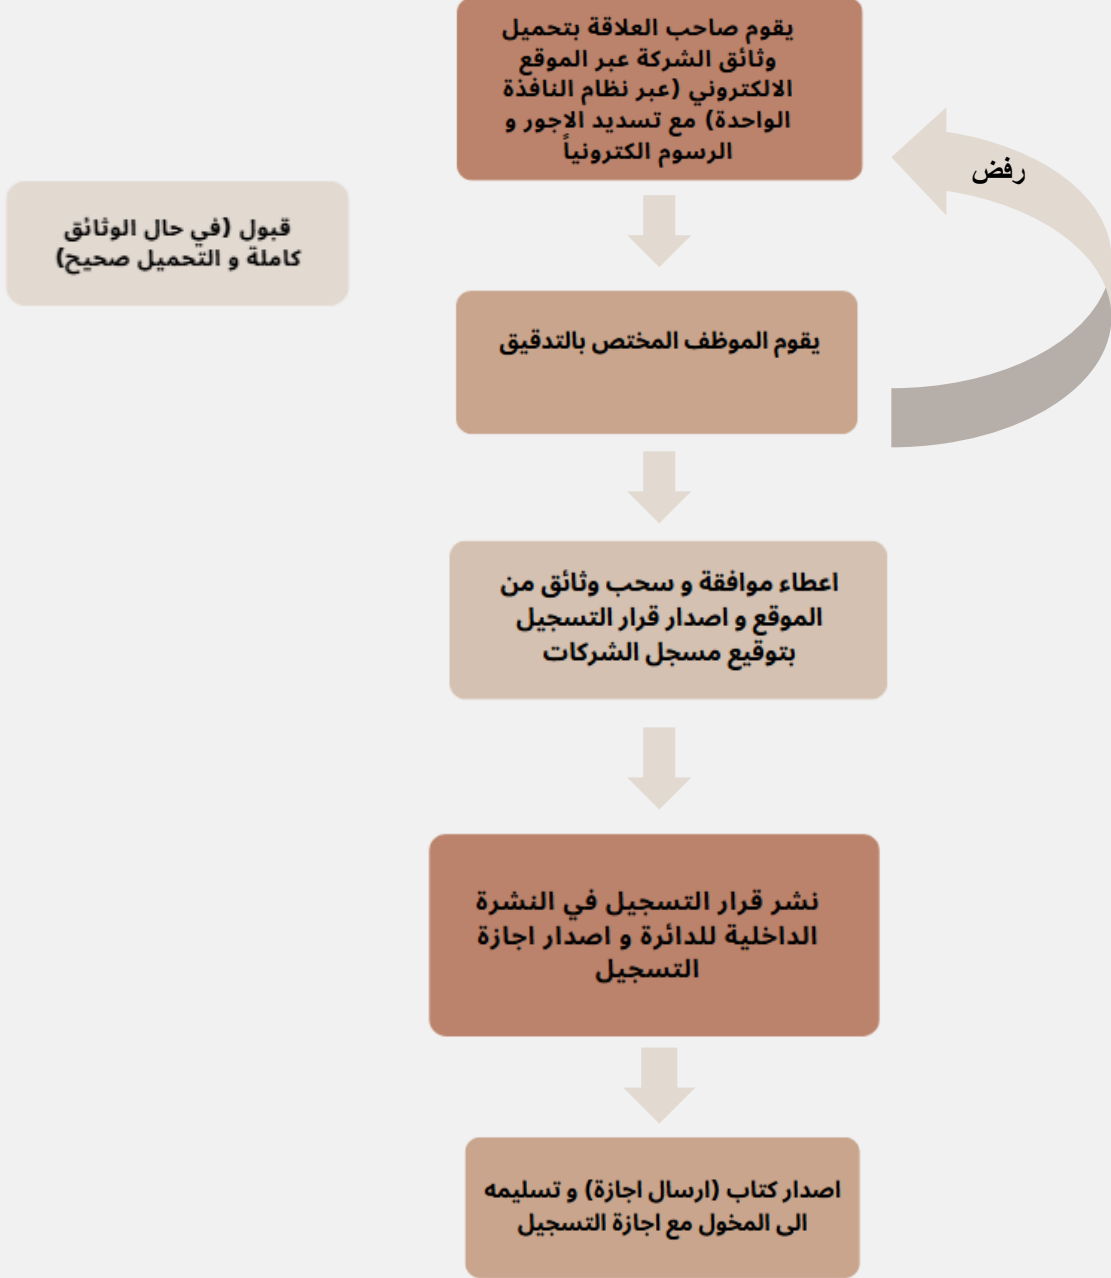 يقوم صاحب العلاقة بتحميل
وثائق الشركة عبر الموقع
الالكتروني (عبر نظام النافذة
الواحدة) مع تسديد الاجور و
الرسوم الكترونياً
رفض
قبول (في حال الوثائق
كاملة و التحميل صحيح)
يقوم الموظف المختص بالتدقيق
اعطاء موافقة و سحب وثائق من
الموقع و اصدار قرار التسجيل
بتوقيع مسجل الشركات
نشر قرار التسجيل في النشرة
الداخلية للدائرة و اصدار اجازة
التسجيل
اصدار كتاب (ارسال اجازة) و تسليمه
الى المخول مع اجازة التسجيل